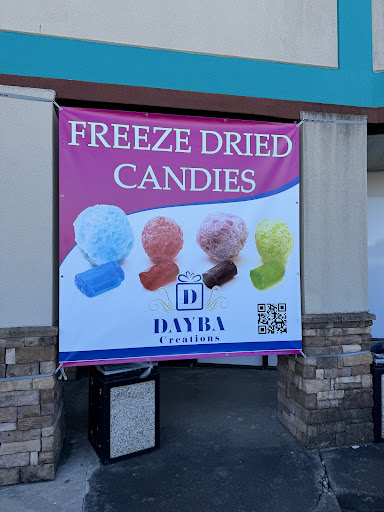 FREEZE DRIED
CANDIES
D
DAYBA
Creations